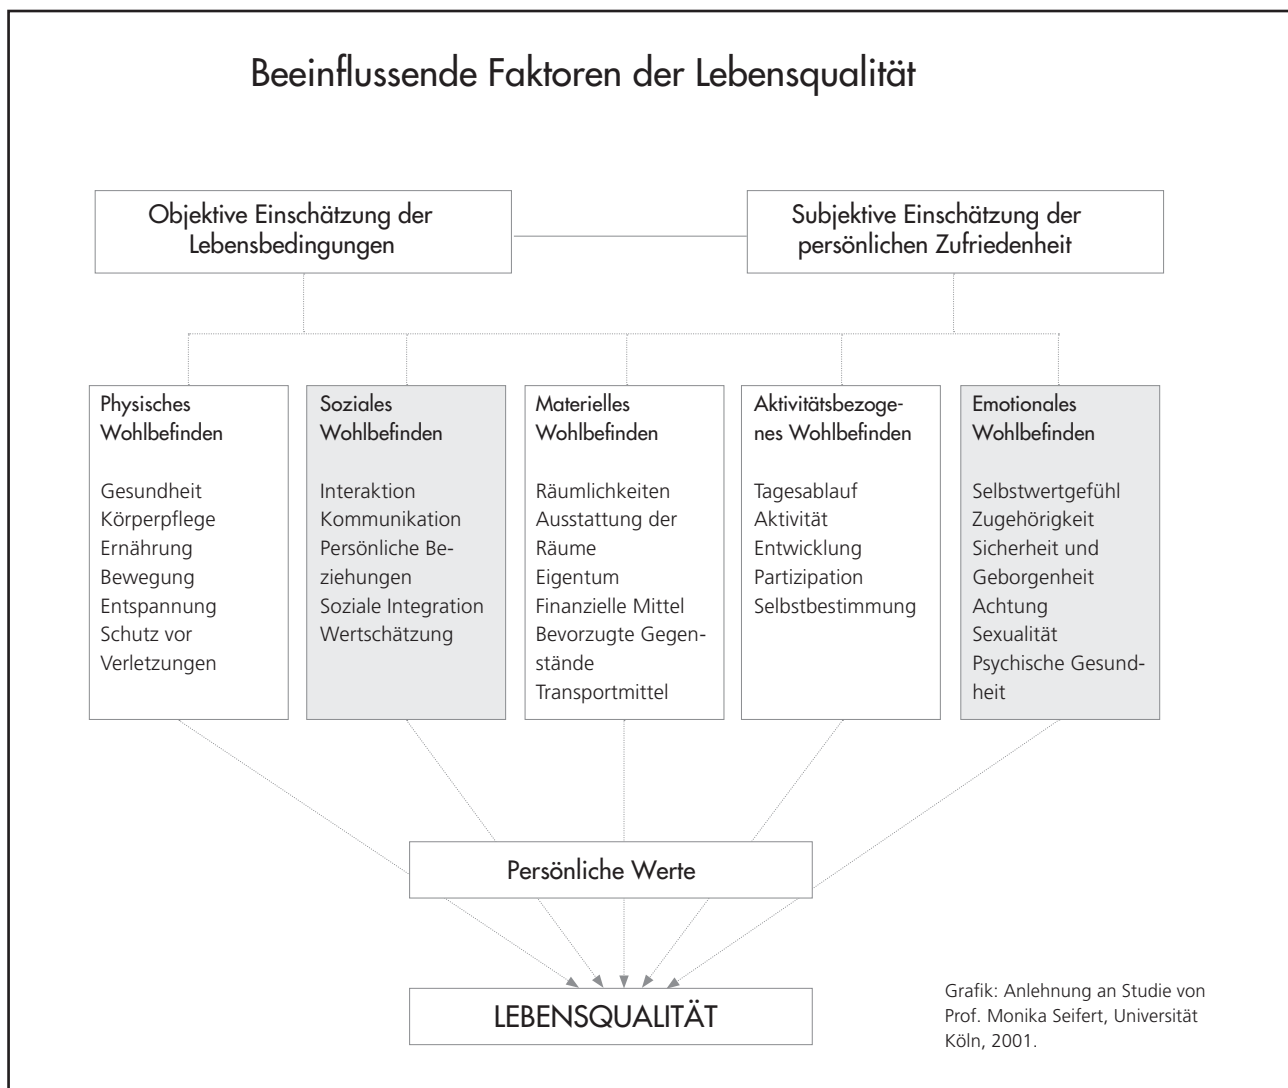 Beeinflussende Faktoren der Lebensqualität
Objektive Einschätzung der
Lebensbedingungen
Subjektive Einschätzung der
persönlichen Zufriedenheit
Physisches
Wohlbefinden
Gesundheit
Körperpflege
Ernährung
Bewegung
Entspannung
Schutz vor
Verletzungen
Soziales
Wohlbefinden
Interaktion
Kommunikation
Persönliche Be-
ziehungen
Soziale Integration
Wertschätzung
Materielles
Wohlbefinden
Räumlichkeiten
Ausstattung der
Räume
Eigentum
Finanzielle Mittel
Bevorzugte Gegen-
stände
Transportmittel
Aktivitätsbezoge-
nes Wohlbefinden
Tagesablauf
Aktivität
Entwicklung
Partizipation
Selbstbestimmung
Emotionales
Wohlbefinden
Selbstwertgefühl
Zugehörigkeit
Sicherheit und
Geborgenheit
Achtung
Sexualität
Psychische Gesund-
heit
Persönliche Werte
LEBENSQUALITÄT
Grafik: Anlehnung an Studie von
Prof. Monika Seifert, Universität
Köln, 2001.